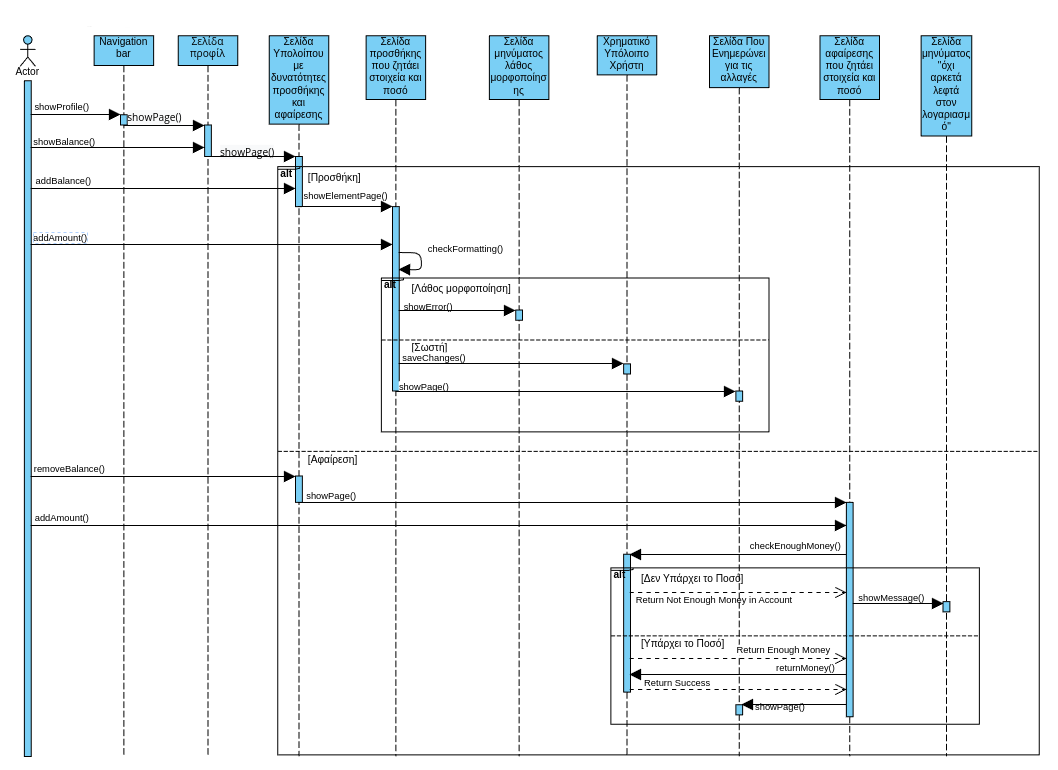 Actor
Navigation
bar
Σελίδα
προφίλ
Σελίδα
Υπολοίπου
με
δυνατότητες
προσθήκης
και
αφαίρεσης
Σελίδα
προσθήκης
που ζητάει
στοιχεία και
ποσό
Σελίδα
μηνύματος
λάθος
μορφοποίησ
ης
Χρηματικό
Υπόλοιπο
Χρήστη
Σελίδα Που
Ενημερώνει
για τις
αλλαγές
Σελίδα
αφαίρεσης
που ζητάει
στοιχεία και
ποσό
Σελίδα
μηνύματος
"όχι
αρκετά
λεφτά
στον
λογαριασμ
ό"
showProfile()
showPage()
showBalance()
showPage()
alt
[Προσθήκη]
addBalance()
showElementPage()
addAmount()
checkFormatting()
alt
[Λάθος μορφοποίηση]
showError()
[Σωστή]
saveChanges()
showPage()
[Αφαίρεση]
removeBalance()
showPage()
addAmount()
checkEnoughMoney()
alt
[Δεν Υπάρχει το Ποσό]
Return Not Enough Money in Account
showMessage()
[Υπάρχει το Ποσό]
Return Enough Money
returnMoney()
Return Success
showPage()